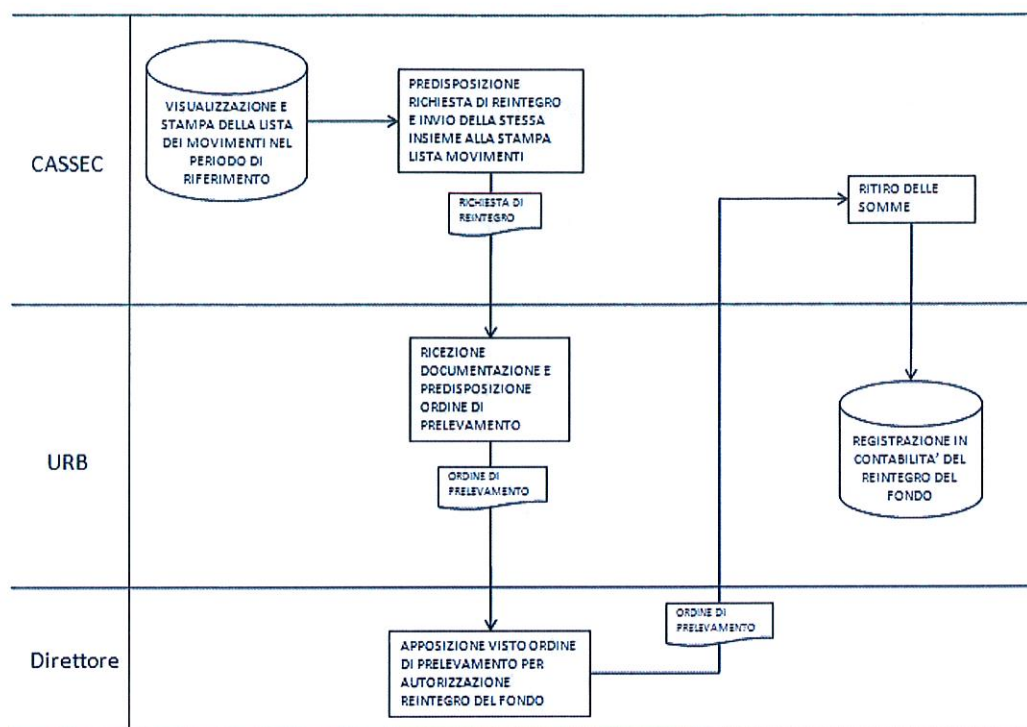 CASSEC
VISUALIZZAZIONE E
STAMPA DELLA LISTA
DEI MOVIMENTI NEL
PERIODO DI
RIFERIMENTO
PREDISPOSIZIONE
RICHIESTA DI REINTEGRO
E INVIO DELLA STESSA
INSIEME ALLA STAMPA
LISTA MOVIMENTI
RICHIESTA DI
REINTEGRO
RITIRO DELLE
SOMME
URB
RICEZIONE
DOCUMENTAZIONE E
PREDISPOSIZIONE
ORDINE DI
PRELEVAMENTO
ORDINE DI
PRELEVAMENTO
REGISTRAZIONE IN
CONTABILITA’ DEL
REINTEGRO DEL
FONDO
Direttore
APPOSIZIONE VISTO ORDINE
DI PRELEVAMENTO PER
AUTORIZZAZIONE
REINTEGRO DEL FONDO
ORDINE DI
PRELEVAMENTO